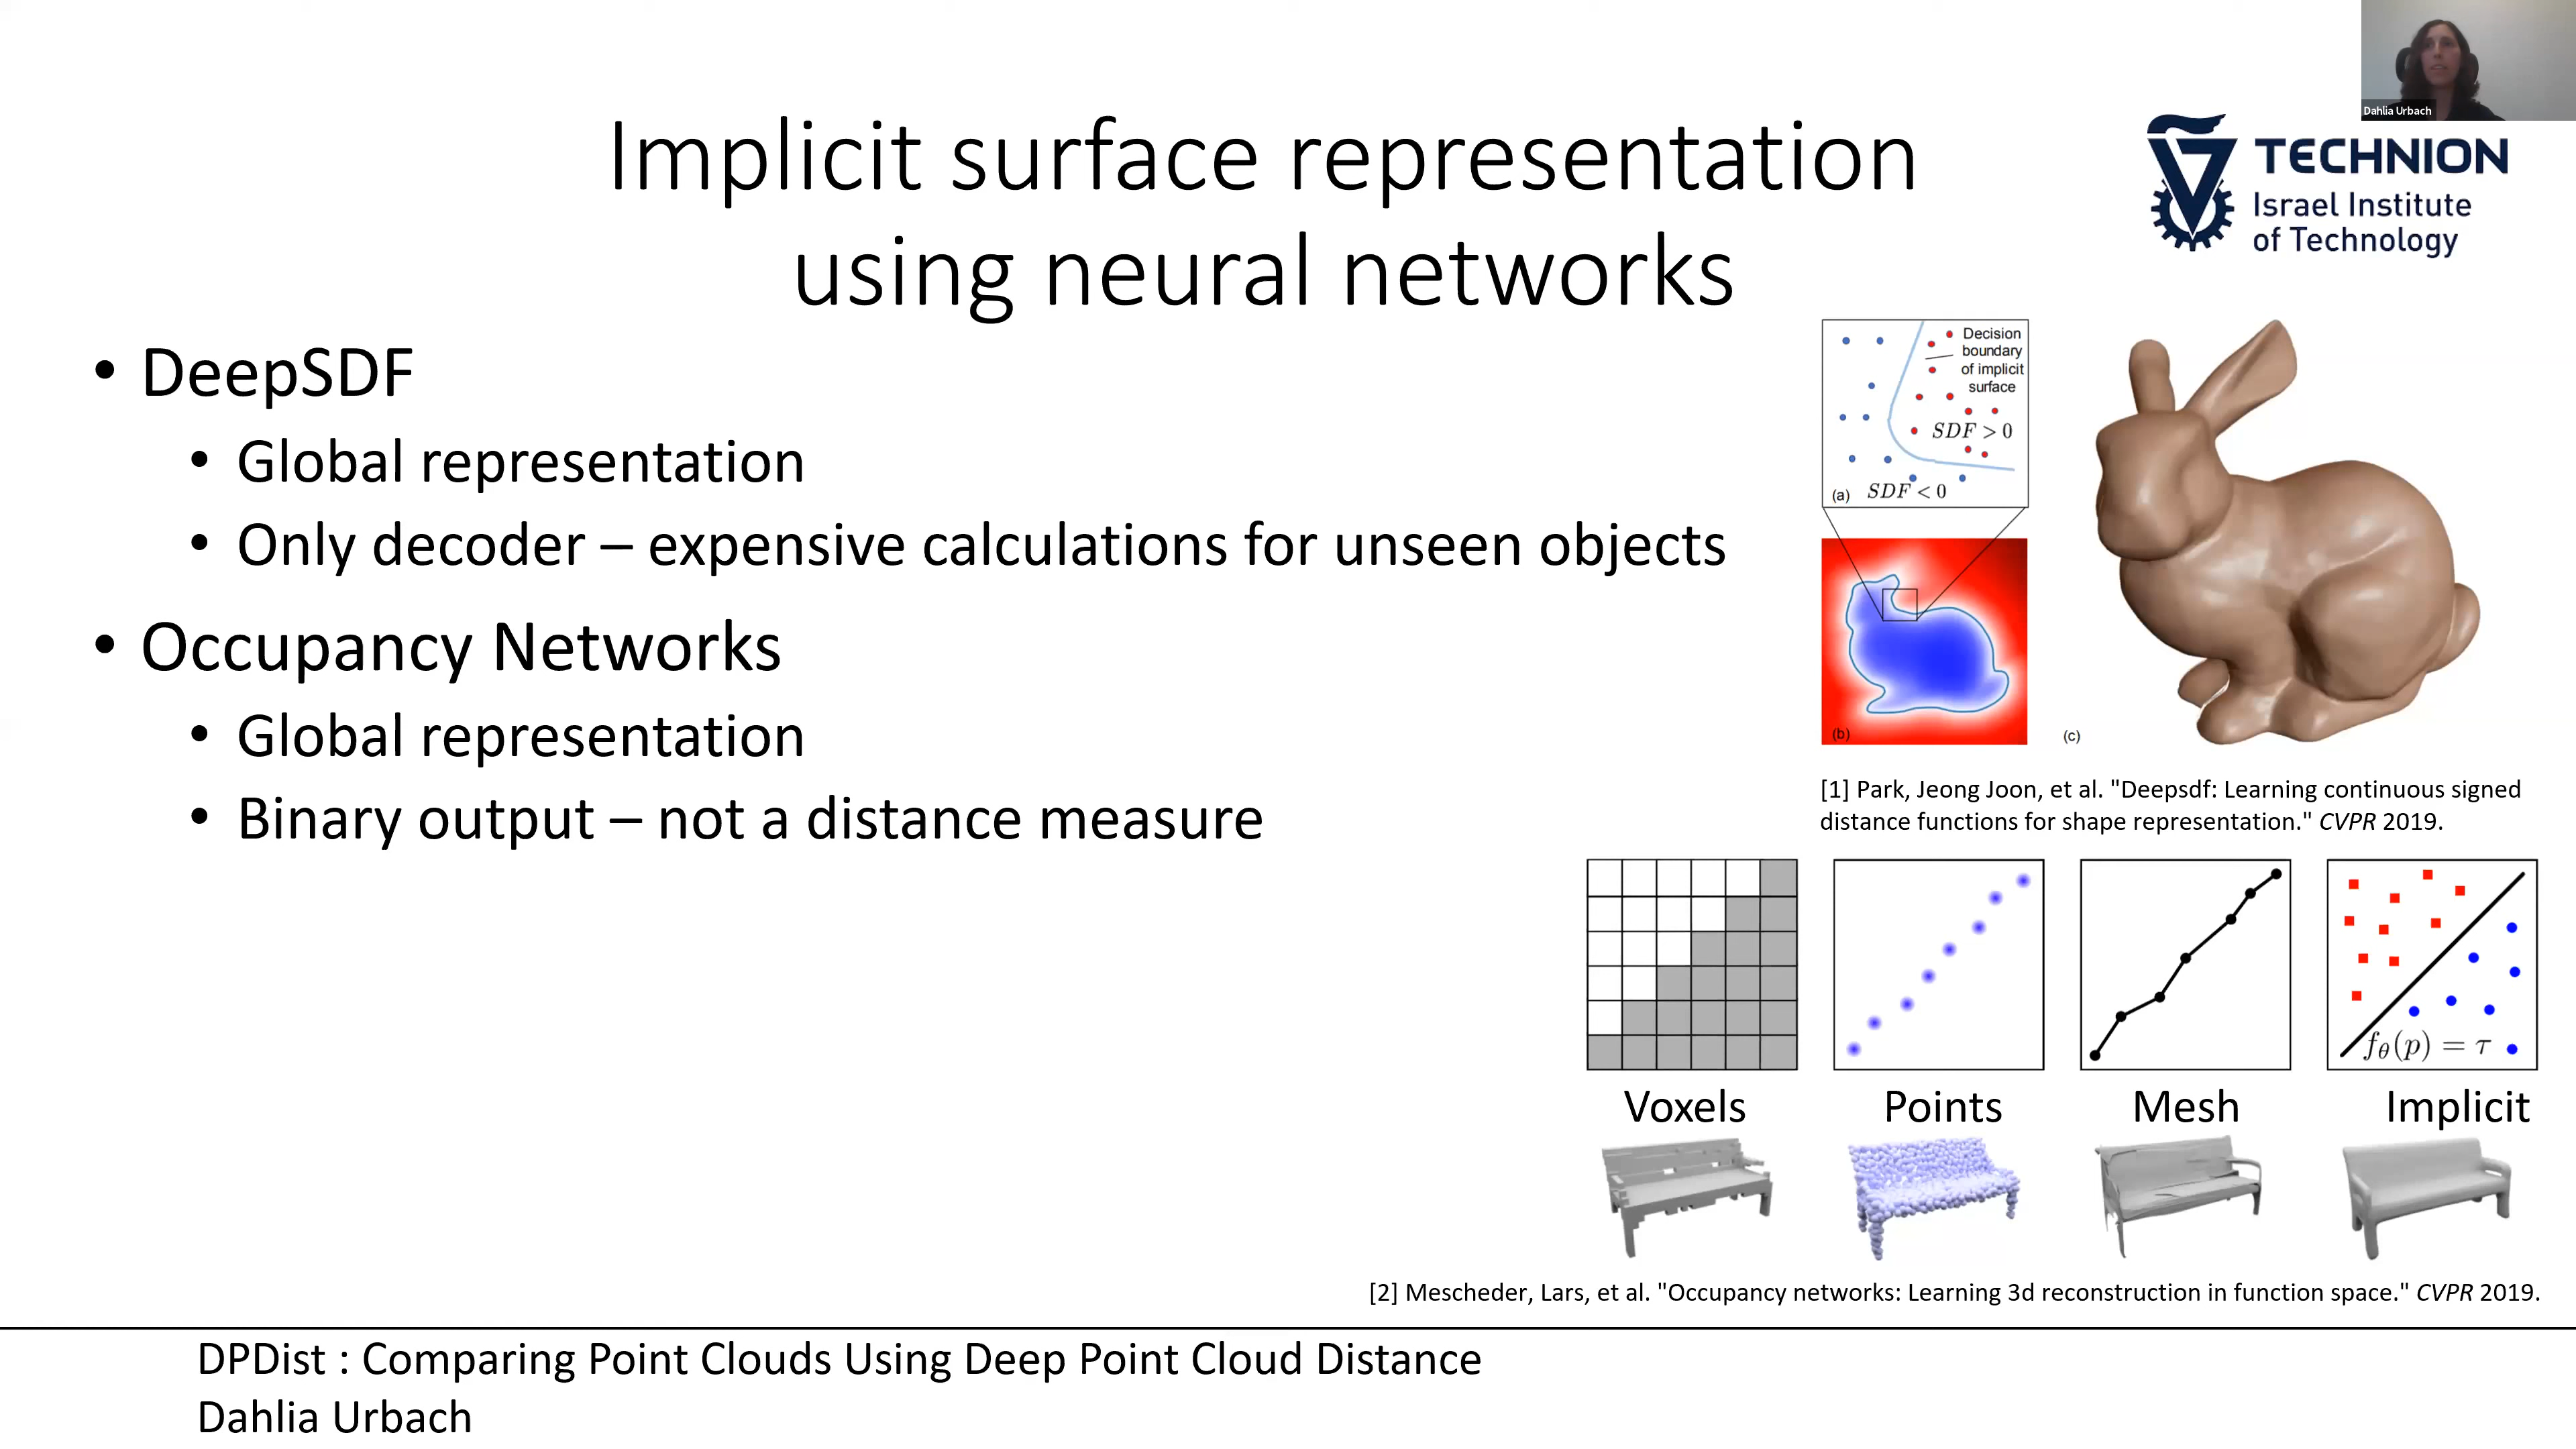 Dahlia Urbach
Implicit surface representation
using neural networks
TECHNION
Israel Institute
of Technology
• DeepSDF
• Global representation
• Only decoder – expensive calculations for unseen objects
• Occupancy Networks
• Global representation
• Binary output – not a distance measure
Decision
boundary
of implicit
surface
SDF > 0
(a) SDF < 0
(b)
(c)
[1] Park, Jeong Joon, et al. "Deepsdf: Learning continuous signed
distance functions for shape representation." CVPR 2019.
fθ(p) = τ
Voxels Points Mesh Implicit
[2] Mescheder, Lars, et al. "Occupancy networks: Learning 3d reconstruction in function space." CVPR 2019.
DPDist : Comparing Point Clouds Using Deep Point Cloud Distance
Dahlia Urbach